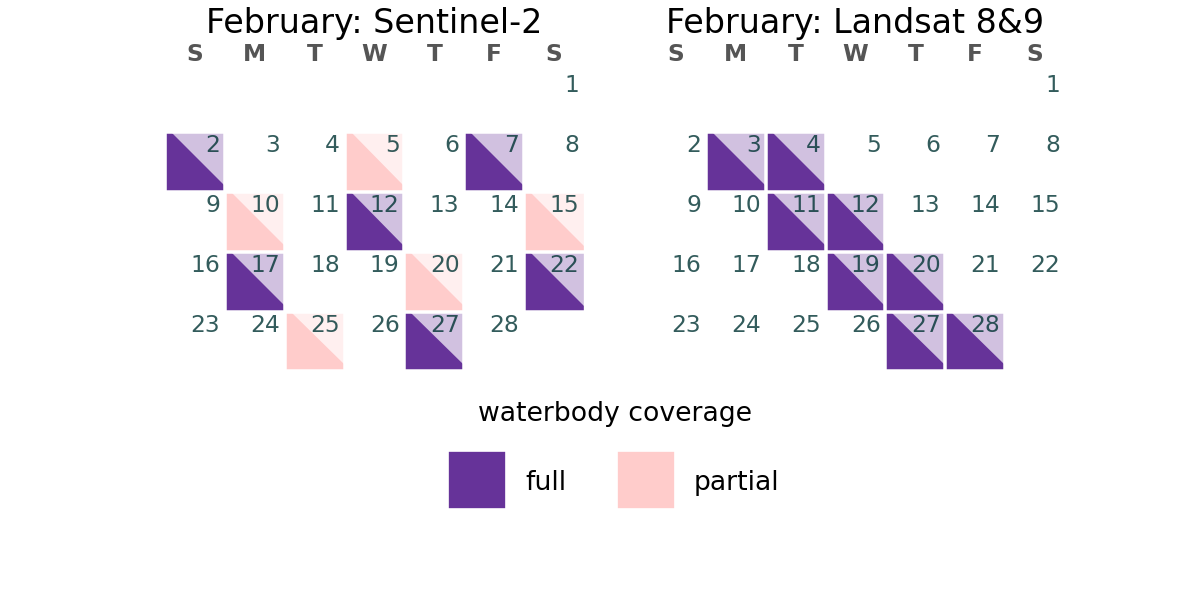 February: Sentinel-2
S M T W T F S
1
2 3 4 5 6 7 8
9 10 11 12 13 14 15
16 17 18 19 20 21 22
23 24 25 26 27 28
February: Landsat 8&9
S M T W T F S
1
2 3 4 5 6 7 8
9 10 11 12 13 14 15
16 17 18 19 20 21 22
23 24 25 26 27 28
waterbody coverage
full partial